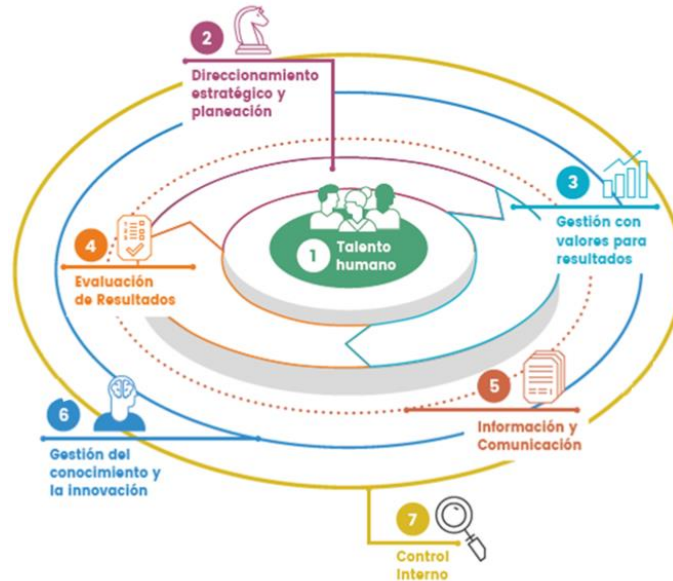 2
Direccionamiento
estratégico y
planeación
3
Gestión con
valores para
resultados
1
Talento
humano
4
Evaluación
de Resultados
5
Información y
Comunicación
6
Gestión del
conocimiento y
la innovación
7
Control
Interno